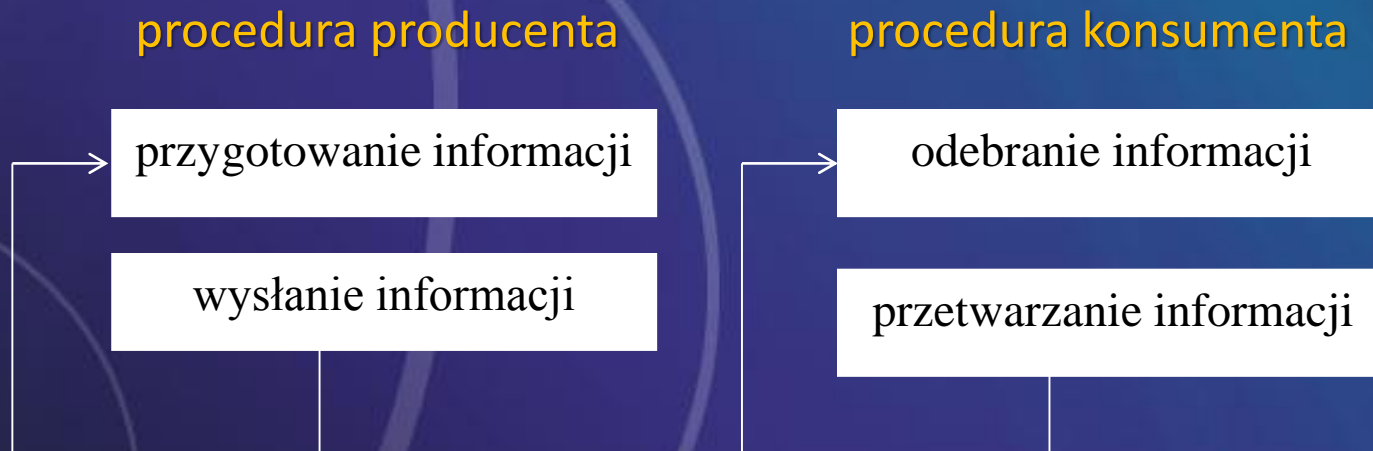 procedura producenta
przygotowanie informacji
wysłanie informacji
procedura konsumenta
odebranie informacji
przetwarzanie informacji